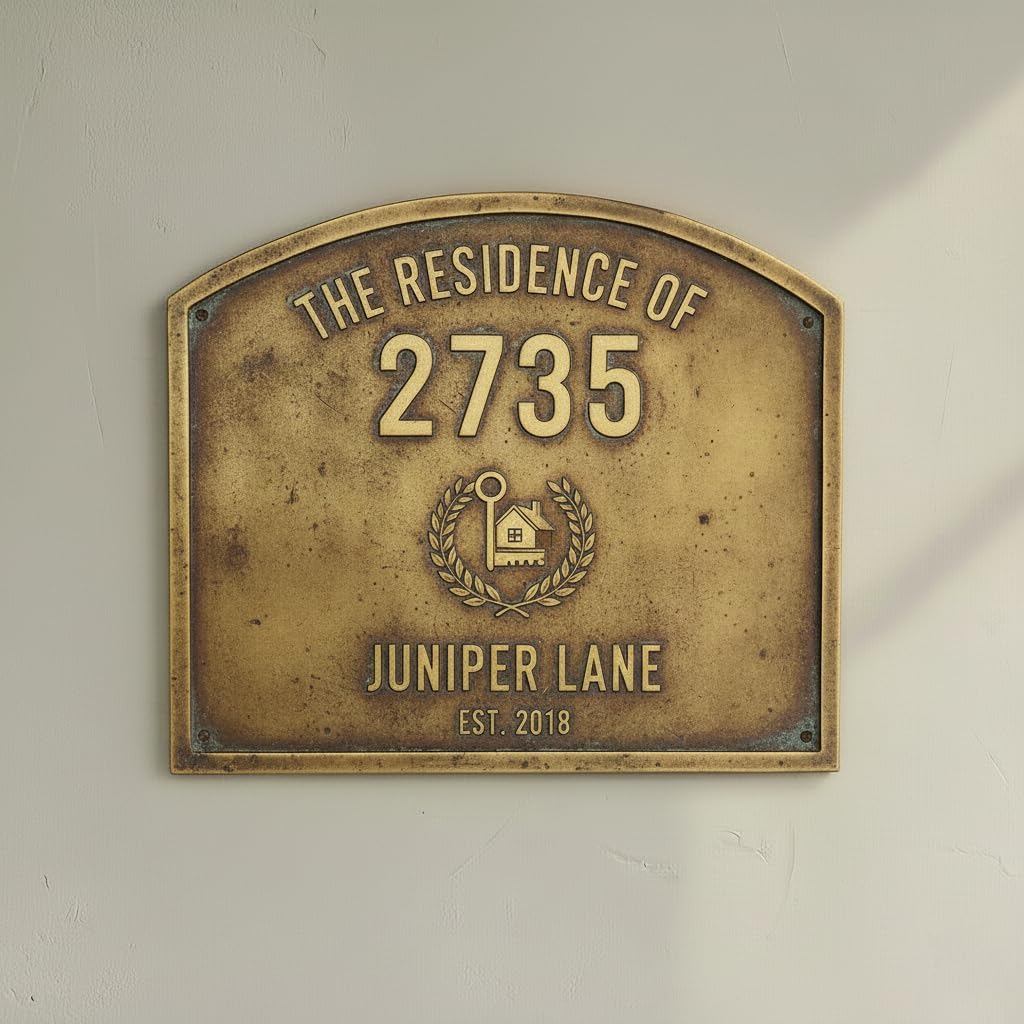 THE RESIDENCE OF
2735
JUNIPER LANE
EST. 2018